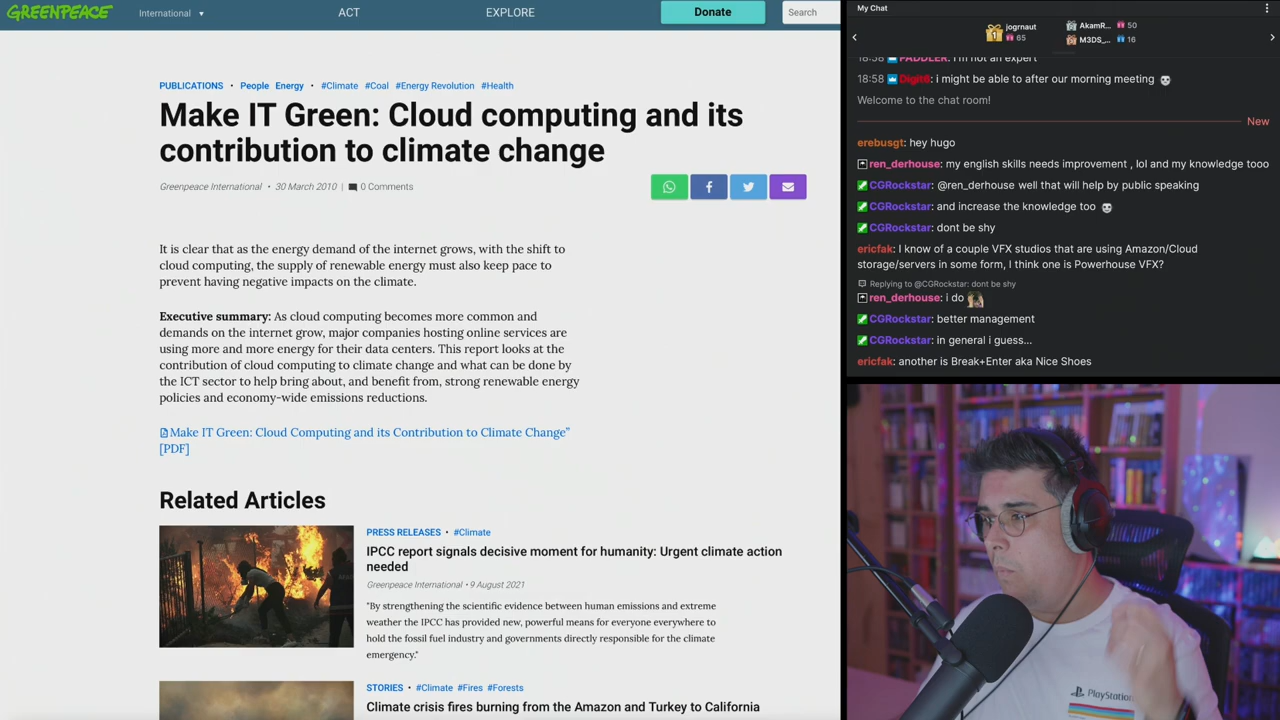 GREENPEACE
International ▾
ACT
EXPLORE
Donate
Search
PUBLICATIONS • People Energy • #Climate #Coal #Energy Revolution #Health
Make IT Green: Cloud computing and its
contribution to climate change
Greenpeace International • 30 March 2010 | 0 Comments
It is clear that as the energy demand of the internet grows, with the shift to
cloud computing, the supply of renewable energy must also keep pace to
prevent having negative impacts on the climate.
Executive summary: As cloud computing becomes more common and
demands on the internet grow, major companies hosting online services are
using more and more energy for their data centers. This report looks at the
contribution of cloud computing to climate change and what can be done by
the ICT sector to help bring about, and benefit from, strong renewable energy
policies and economy-wide emissions reductions.
Make IT Green: Cloud Computing and its Contribution to Climate Change”
[PDF]
Related Articles
PRESS RELEASES • #Climate
IPCC report signals decisive moment for humanity: Urgent climate action
needed
Greenpeace International • 9 August 2021
"By strengthening the scientific evidence between human emissions and extreme
weather the IPCC has provided new, powerful means for everyone everywhere to
hold the fossil fuel industry and governments directly responsible for the climate
emergency."
STORIES • #Climate #Fires #Forests
Climate crisis fires burning from the Amazon and Turkey to California
My Chat
1 jogrnaut
65
AkamR... 50
M3DS_... 16
18:58 PADDLER: I'm not an expert
18:58 Digit6: i might be able to after our morning meeting
Welcome to the chat room!
New
erebusgt: hey hugo
ren_derhouse: my english skills needs improvement , lol and my knowledge tooo
CGRockstar: @ren_derhouse well that will help by public speaking
CGRockstar: and increase the knowledge too
CGRockstar: dont be shy
ericfak: I know of a couple VFX studios that are using Amazon/Cloud
storage/servers in some form, I think one is Powerhouse VFX?
Replying to @CGRockstar: dont be shy
ren_derhouse: i do
CGRockstar: better management
CGRockstar: in general i guess...
ericfak: another is Break+Enter aka Nice Shoes
PlayStation